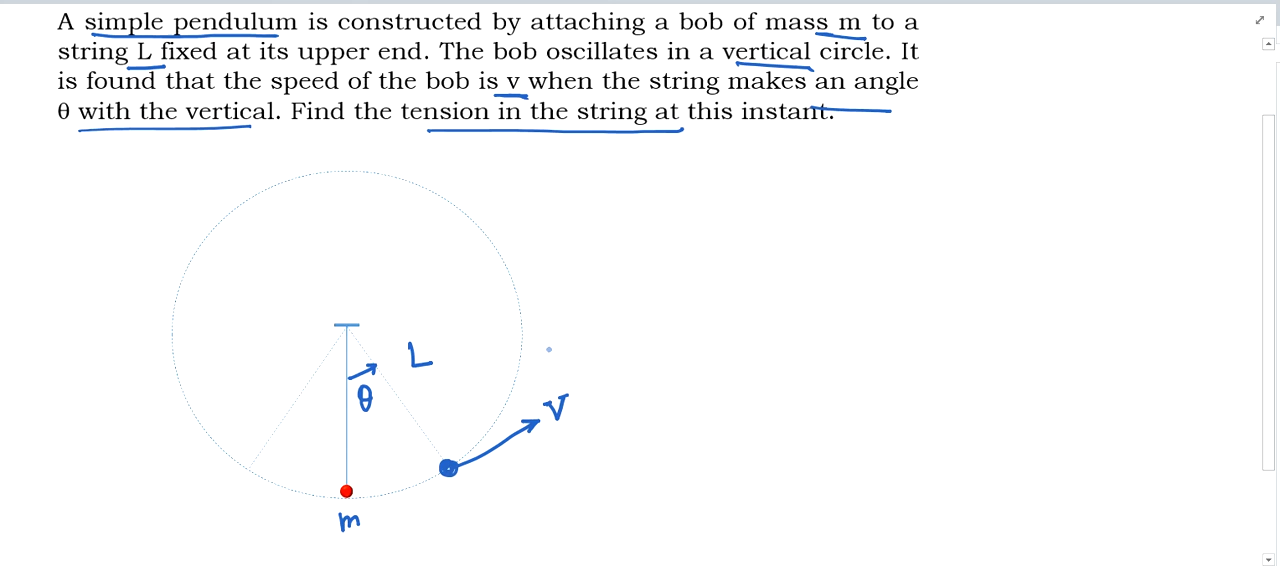 A simple pendulum is constructed by attaching a bob of mass m to a
string L fixed at its upper end. The bob oscillates in a vertical circle. It
is found that the speed of the bob is v when the string makes an angle
θ with the vertical. Find the tension in the string at this instant.
L
θ
V
m